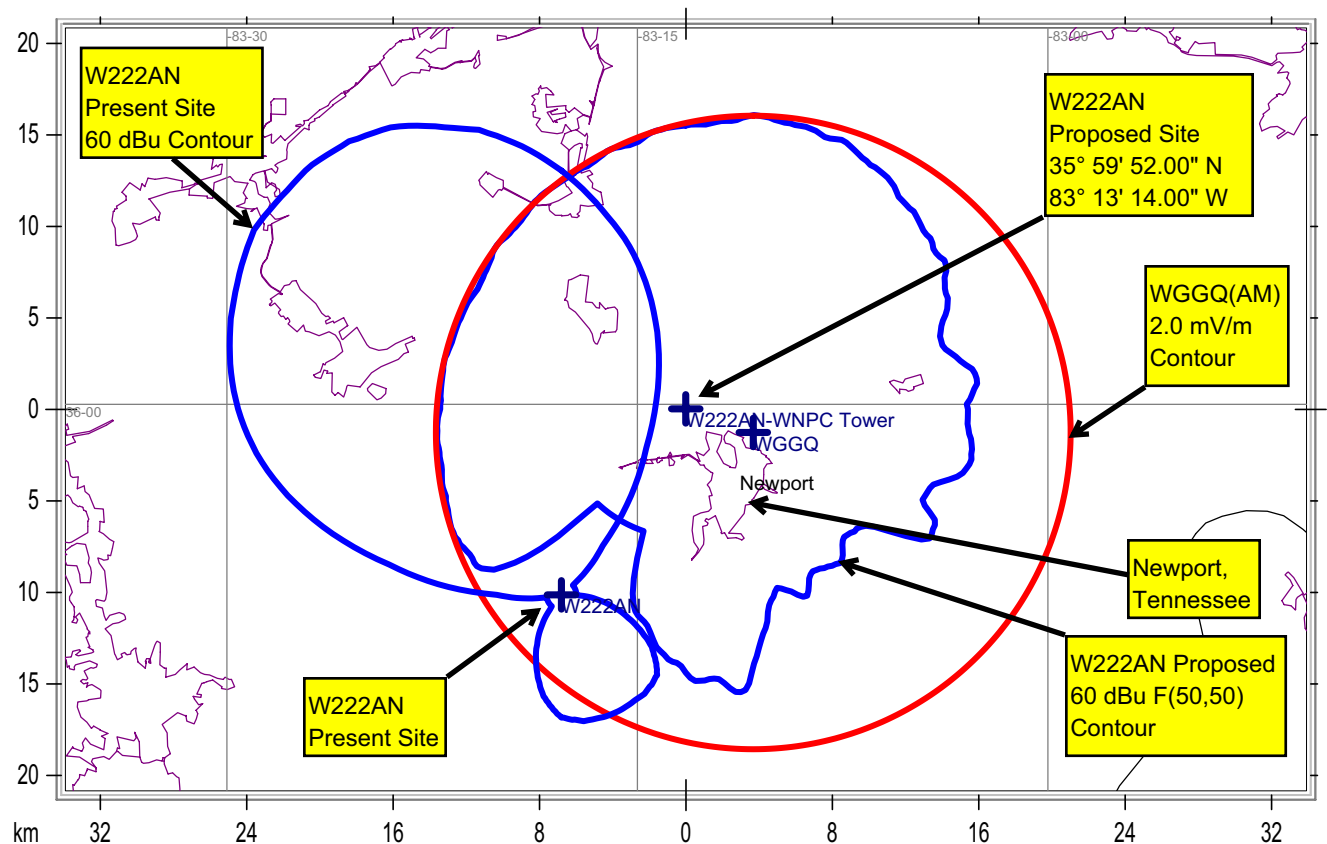 20
15
10
5
0
5
10
15
20
-83-30
-83-15
-83-00
36-00
W222AN
Present Site
60 dBu Contour
W222AN
Proposed Site
35° 59' 52.00" N
83° 13' 14.00" W
WGGQ(AM)
2.0 mV/m
Contour
W222AN-WNPC Tower
WGGQ
Newport
Newport,
Tennessee
W222AN
W222AN Proposed
60 dBu F(50,50)
Contour
W222AN
Present Site
km 32 24 16 8 0 8 16 24 32